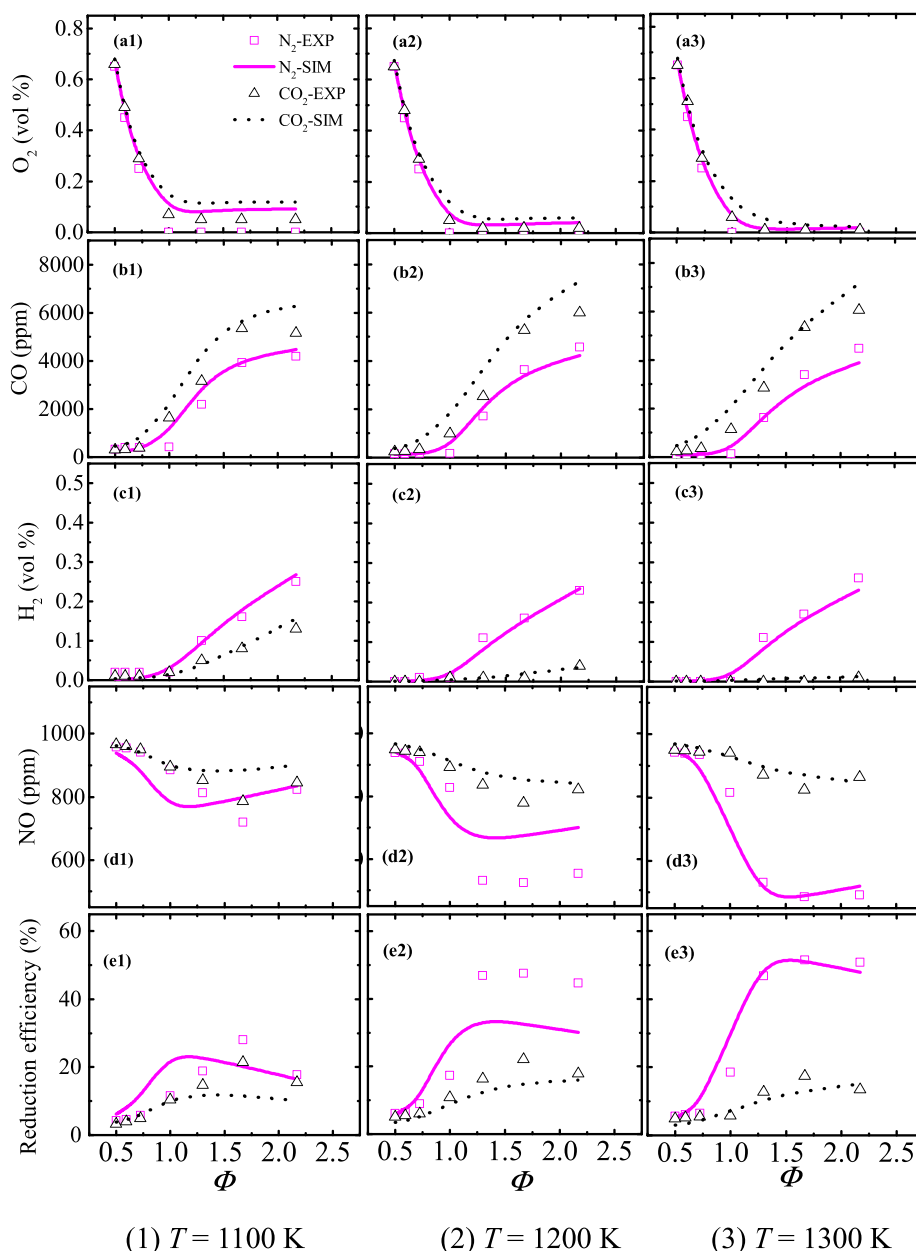 (a1) (a2) (a3)
N2-EXP
N2-SIM
CO2-EXP
CO2-SIM
O2 (vol %)
0.8
0.6
0.4
0.2
0.0
(b1) (b2) (b3)
CO (ppm)
8000
6000
4000
2000
0
(c1) (c2) (c3)
H2 (vol %)
0.5
0.4
0.3
0.2
0.1
0.0
NO (ppm)
1000
800
600
(d1) (d2) (d3)
(e1) (e2) (e3)
Reduction efficiency (%)
60
40
20
0
0.5 1.0 1.5 2.0 2.5 0.5 1.0 1.5 2.0 2.5 0.5 1.0 1.5 2.0 2.5
Φ Φ Φ
(1) T = 1100 K (2) T = 1200 K (3) T = 1300 K